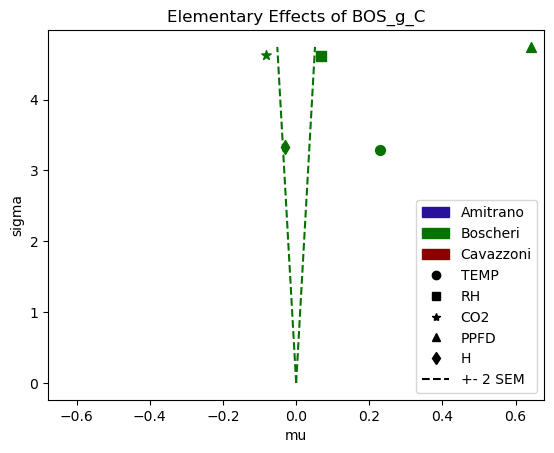 Elementary Effects of BOS_g_C
sigma
4
3
2
1
0
−0.6
−0.4
−0.2
0.0
0.2
0.4
0.6
mu
Amitrano
Boscheri
Cavazzoni
TEMP
RH
CO2
PPFD
H
+- 2 SEM